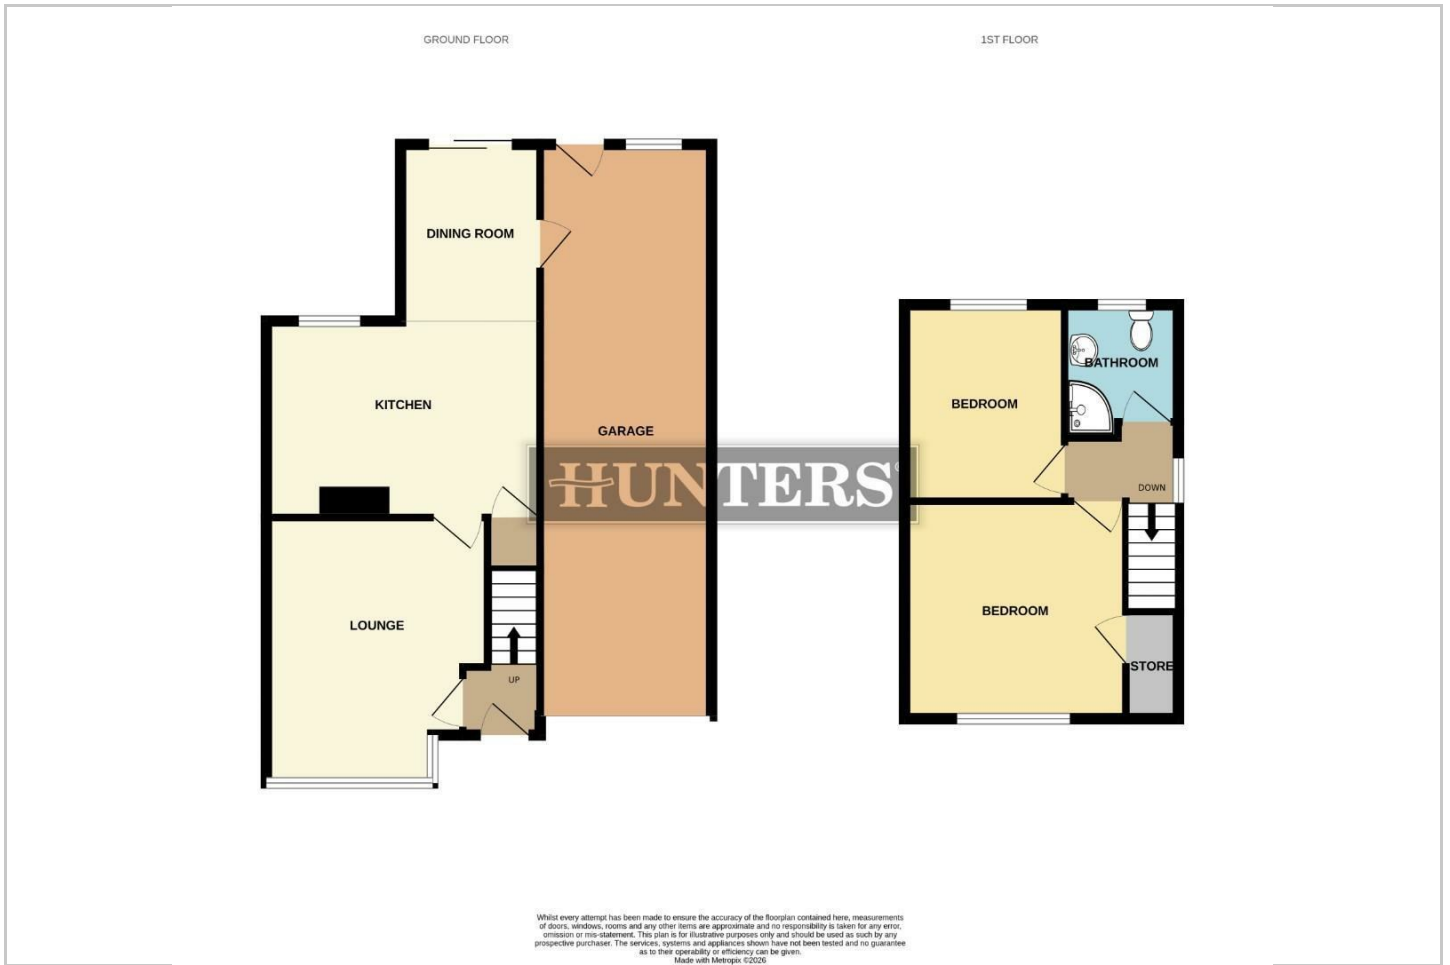 GROUND FLOOR
1ST FLOOR
DINING ROOM
KITCHEN
GARAGE
LOUNGE
UP
BEDROOM
BATHROOM
DOWN
BEDROOM
STORE
HUNTERS®
Whilst every attempt has been made to ensure the accuracy of the floorplan contained here, measurements
of doors, windows, rooms and any other items are approximate and no responsibility is taken for any error,
omission or mis-statement. This plan is for illustrative purposes only and should be used as such by any
prospective purchaser. The services, systems and appliances shown have not been tested and no guarantee
as to their operability or efficiency can be given.
Made with Metropix ©2026